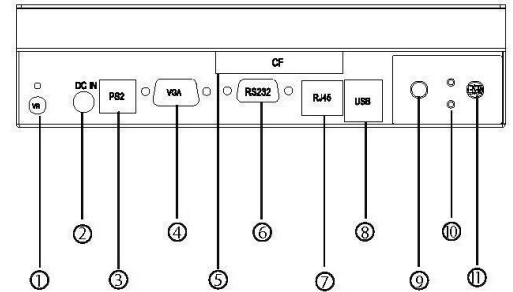 CF
DC IN
VR
PS2
VGA
RS232
RJ45
USB
① ② ③ ④ ⑤ ⑥ ⑦ ⑧ ⑨ ⑩ ⑪